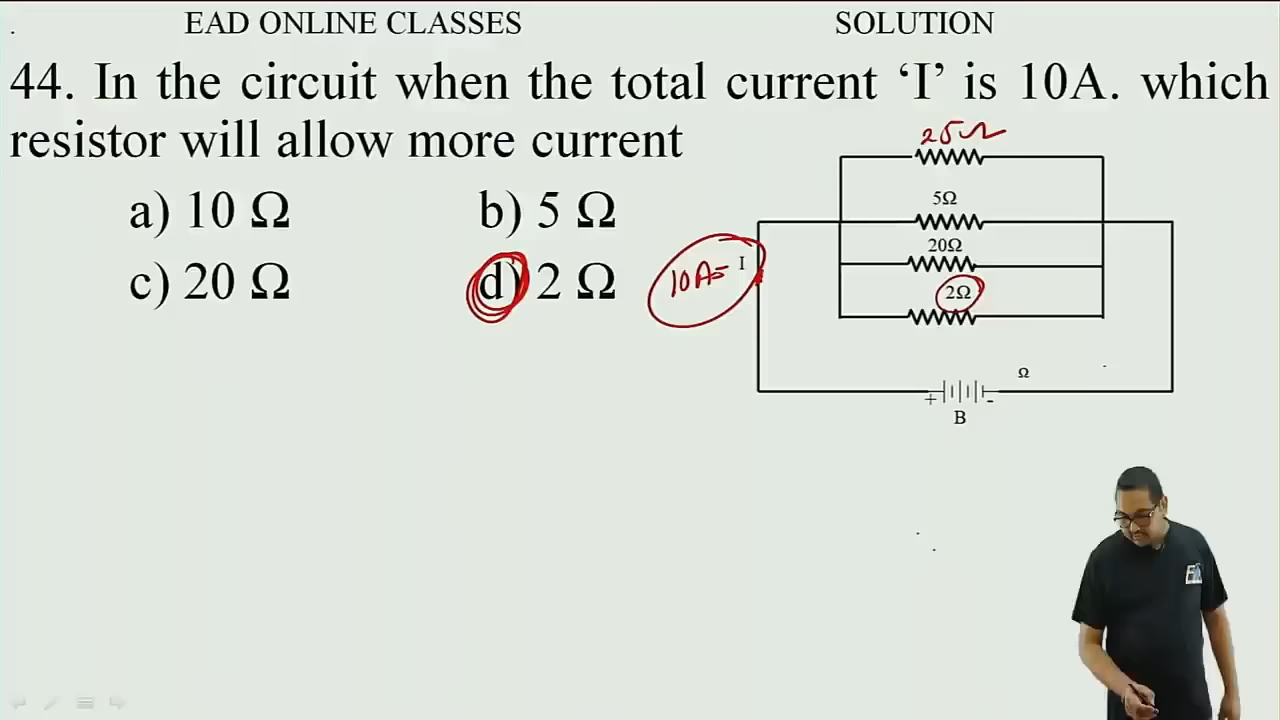 EAD ONLINE CLASSES
SOLUTION
44. In the circuit when the total current ‘I’ is 10A. which
resistor will allow more current
a) 10 Ω
b) 5 Ω
c) 20 Ω
d) 2 Ω
25Ω
5Ω
20Ω
2Ω
10A= I
Ω
+ -
B